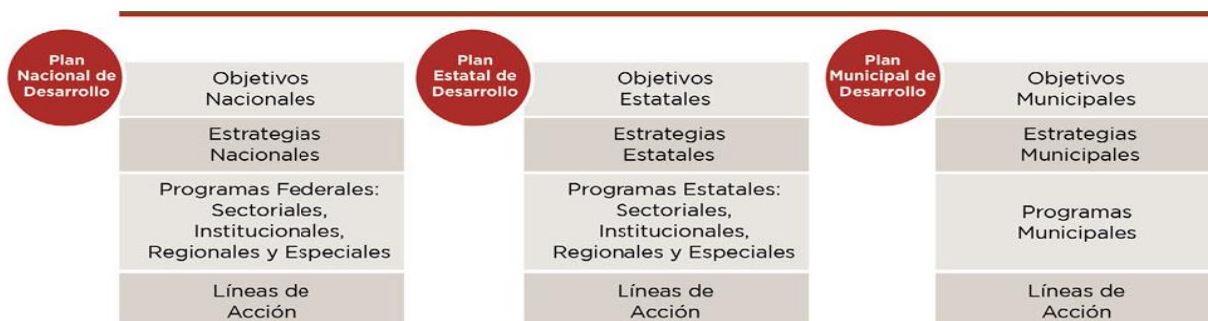 Plan
Nacional de
Desarrollo
Objetivos
Nacionales
Estrategias
Nacionales
Programas Federales:
Sectoriales,
Institucionales,
Regionales y Especiales
Líneas de
Acción
Plan
Estatal de
Desarrollo
Objetivos
Estatales
Estrategias
Estatales
Programas Estatales:
Sectoriales,
Institucionales,
Regionales y Especiales
Líneas de
Acción
Plan
Municipal de
Desarrollo
Objetivos
Municipales
Estrategias
Municipales
Programas
Municipales
Líneas de
Acción